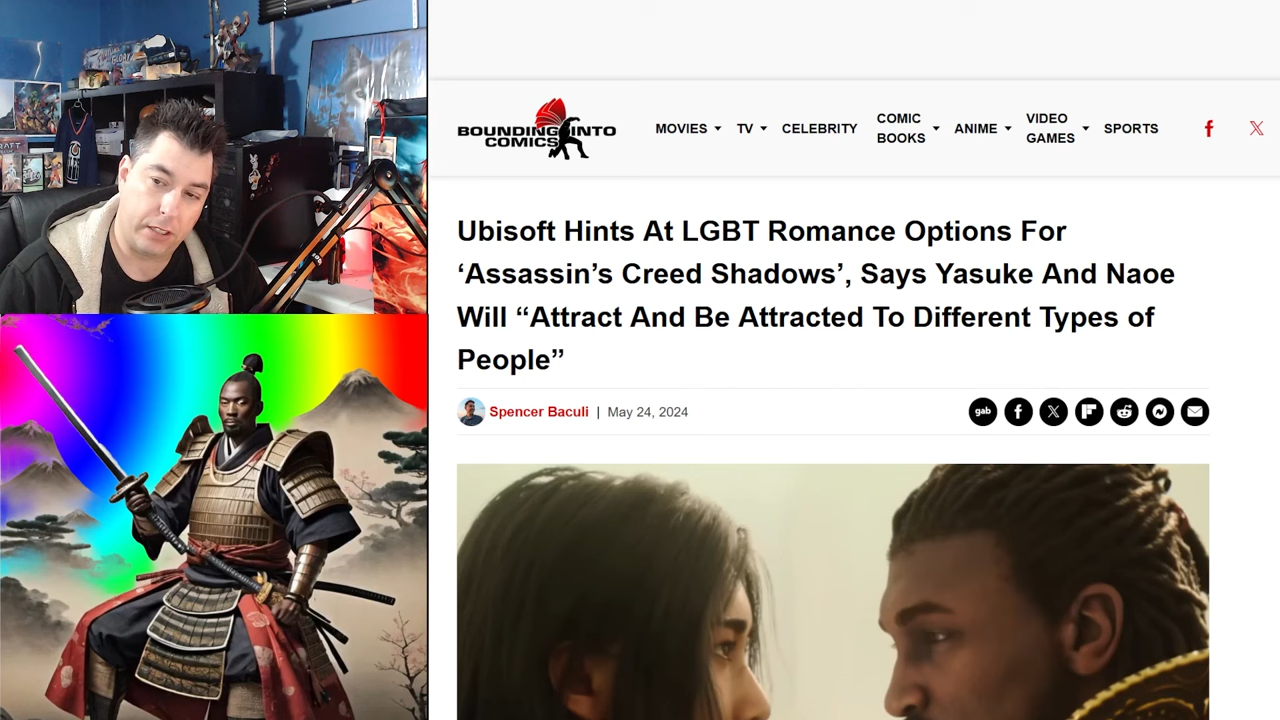 BOUNDING INTO
COMICS
MOVIES
TV
CELEBRITY
COMIC
BOOKS
ANIME
VIDEO
GAMES
SPORTS
Ubisoft Hints At LGBT Romance Options For
‘Assassin’s Creed Shadows’, Says Yasuke And Naoe
Will “Attract And Be Attracted To Different Types of
People”
Spencer Baculi | May 24, 2024
gab